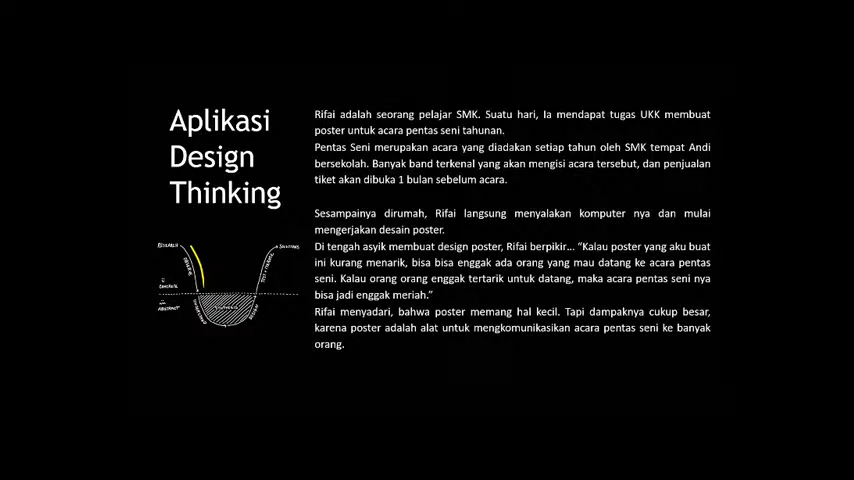 Aplikasi
Design
Thinking
Rifai adalah seorang pelajar SMK. Suatu hari, Ia mendapat tugas UKK membuat
poster untuk acara pentas seni tahunan.
Pentas Seni merupakan acara yang diadakan setiap tahun oleh SMK tempat Andi
bersekolah. Banyak band terkenal yang akan mengisi acara tersebut, dan penjualan
tiket akan dibuka 1 bulan sebelum acara.
Sesampainya dirumah, Rifai langsung menyalakan komputer nya dan mulai
mengerjakan desain poster.
Di tengah asyik membuat design poster, Rifai berpikir... “Kalau poster yang aku buat
ini kurang menarik, bisa bisa enggak ada orang yang mau datang ke acara pentas
seni. Kalau orang orang enggak tertarik untuk datang, maka acara pentas seni nya
bisa jadi enggak meriah.”
Rifai menyadari, bahwa poster memang hal kecil. Tapi dampaknya cukup besar,
karena poster adalah alat untuk mengkomunikasikan acara pentas seni ke banyak
orang.
RESEARCH
SOLUTIONS
CONCRETE
ABSTRACT